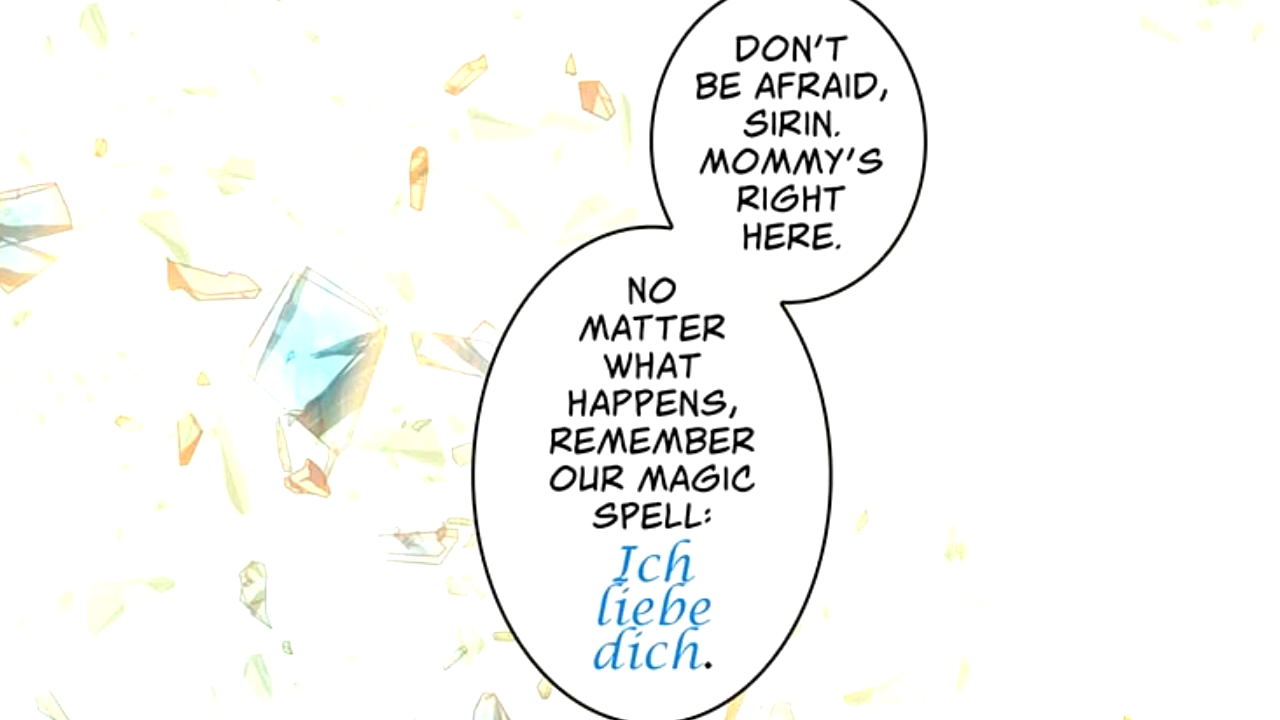 DON'T
BE AFRAID,
SIRIN.
MOMMY'S
RIGHT
HERE.
NO
MATTER
WHAT
HAPPENS,
REMEMBER
OUR MAGIC
SPELL:
Ich
liebe
dich.